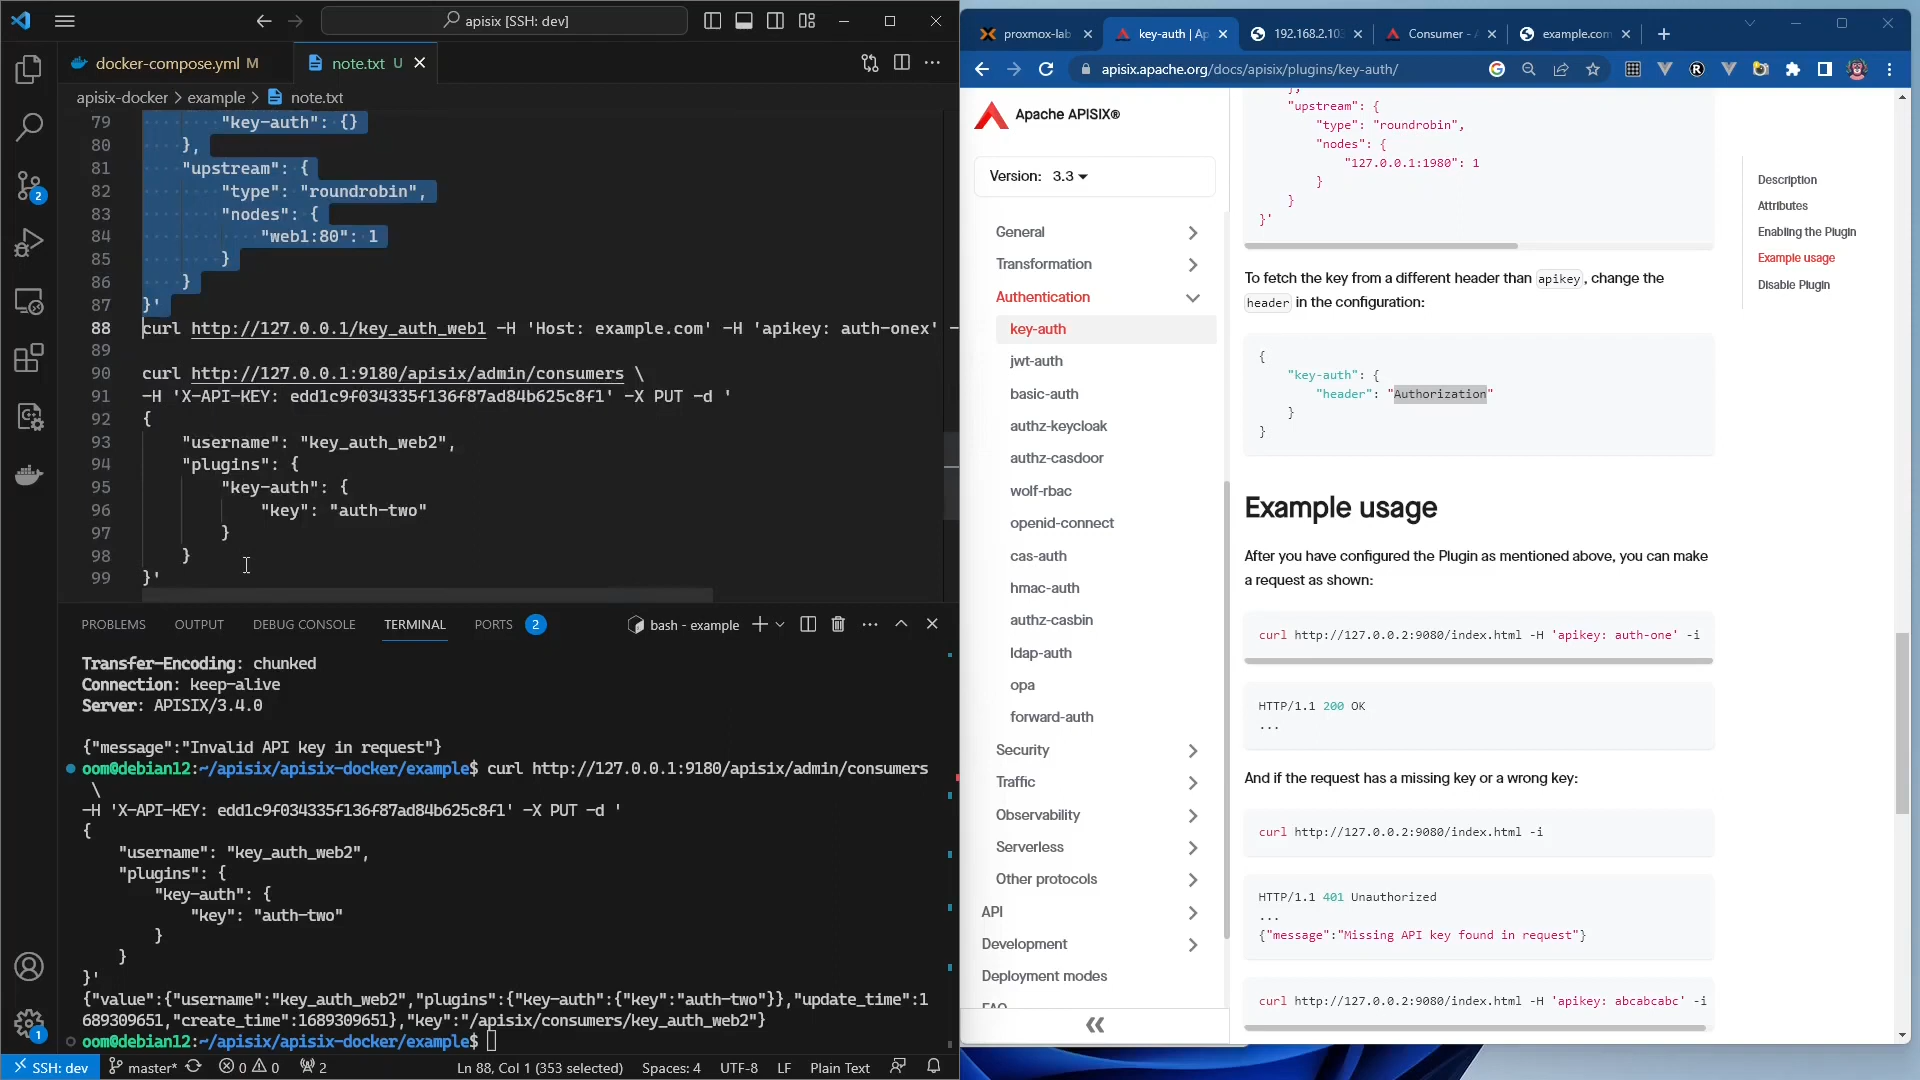 apisix [SSH: dev]
docker-compose.yml M
note.txt U
apisix-docker > example > note.txt
79 "key-auth": {}
80 },
81 "upstream": {
82 "type": "roundrobin",
83 "nodes": {
84 "web1:80": 1
85 }
86 }
87 }'
88 curl http://127.0.0.1/key_auth_web1 -H 'Host: example.com' -H 'apikey: auth-onex' -
89
90 curl http://127.0.0.1:9180/apisix/admin/consumers \
91 -H 'X-API-KEY: edd1c9f034335f136f87ad84b625c8f1' -X PUT -d '
92 {
93 "username": "key_auth_web2",
94 "plugins": {
95 "key-auth": {
96 "key": "auth-two"
97 }
98 }
99 }'
PROBLEMS OUTPUT DEBUG CONSOLE TERMINAL PORTS 2
bash - example
Transfer-Encoding: chunked
Connection: keep-alive
Server: APISIX/3.4.0
{"message":"Invalid API key in request"}
oom@debian12:~/apisix/apisix-docker/example$ curl http://127.0.0.1:9180/apisix/admin/consumers
\
-H 'X-API-KEY: edd1c9f034335f136f87ad84b625c8f1' -X PUT -d '
{
"username": "key_auth_web2",
"plugins": {
"key-auth": {
"key": "auth-two"
}
}
}'
{"value":{"username":"key_auth_web2","plugins":{"key-auth":{"key":"auth-two"}},"update_time":1
689309651,"create_time":1689309651},"key":"/apisix/consumers/key_auth_web2"}
oom@debian12:~/apisix/apisix-docker/example$
2
1
SSH: dev master* 0 0 2 Ln 88, Col 1 (353 selected) Spaces: 4 UTF-8 LF Plain Text
proxmox-lab
key-auth | Ap
192.168.2.103
Consumer - A
example.com
apisix.apache.org/docs/apisix/plugins/key-auth/
Apache APISIX®
Version: 3.3
General
Transformation
Authentication
key-auth
jwt-auth
basic-auth
authz-keycloak
authz-casdoor
wolf-rbac
openid-connect
cas-auth
hmac-auth
authz-casbin
ldap-auth
opa
forward-auth
Security
Traffic
Observability
Serverless
Other protocols
API
Development
Deployment modes
FAQ
},
"upstream": {
"type": "roundrobin",
"nodes": {
"127.0.0.1:1980": 1
}
}
}'
To fetch the key from a different header than apikey, change the
header in the configuration:
{
"key-auth": {
"header": "Authorization"
}
}
Example usage
After you have configured the Plugin as mentioned above, you can make
a request as shown:
curl http://127.0.0.2:9080/index.html -H 'apikey: auth-one' -i
HTTP/1.1 200 OK
...
And if the request has a missing key or a wrong key:
curl http://127.0.0.2:9080/index.html -i
HTTP/1.1 401 Unauthorized
...
{"message":"Missing API key found in request"}
curl http://127.0.0.2:9080/index.html -H 'apikey: abcabcabc' -i
Description
Attributes
Enabling the Plugin
Example usage
Disable Plugin